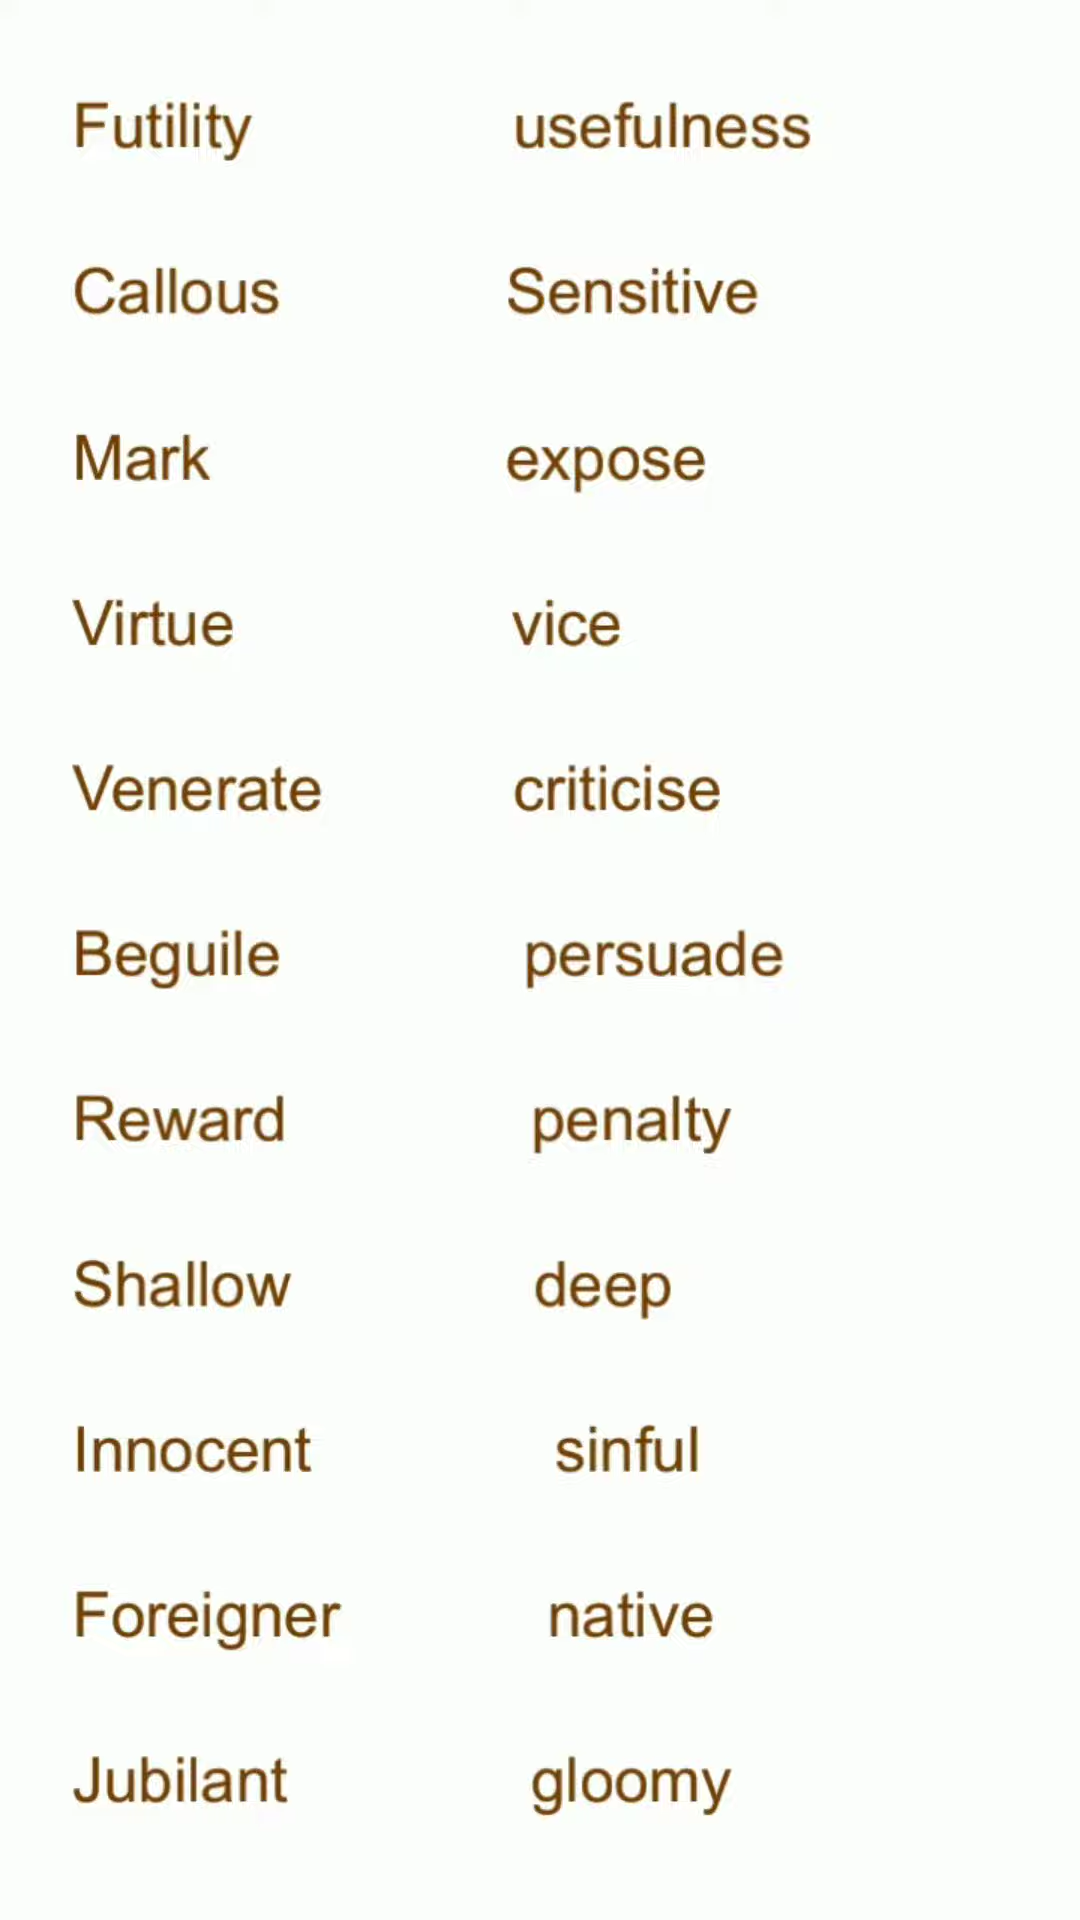 Futility usefulness
Callous Sensitive
Mark expose
Virtue vice
Venerate criticise
Beguile persuade
Reward penalty
Shallow deep
Innocent sinful
Foreigner native
Jubilant gloomy